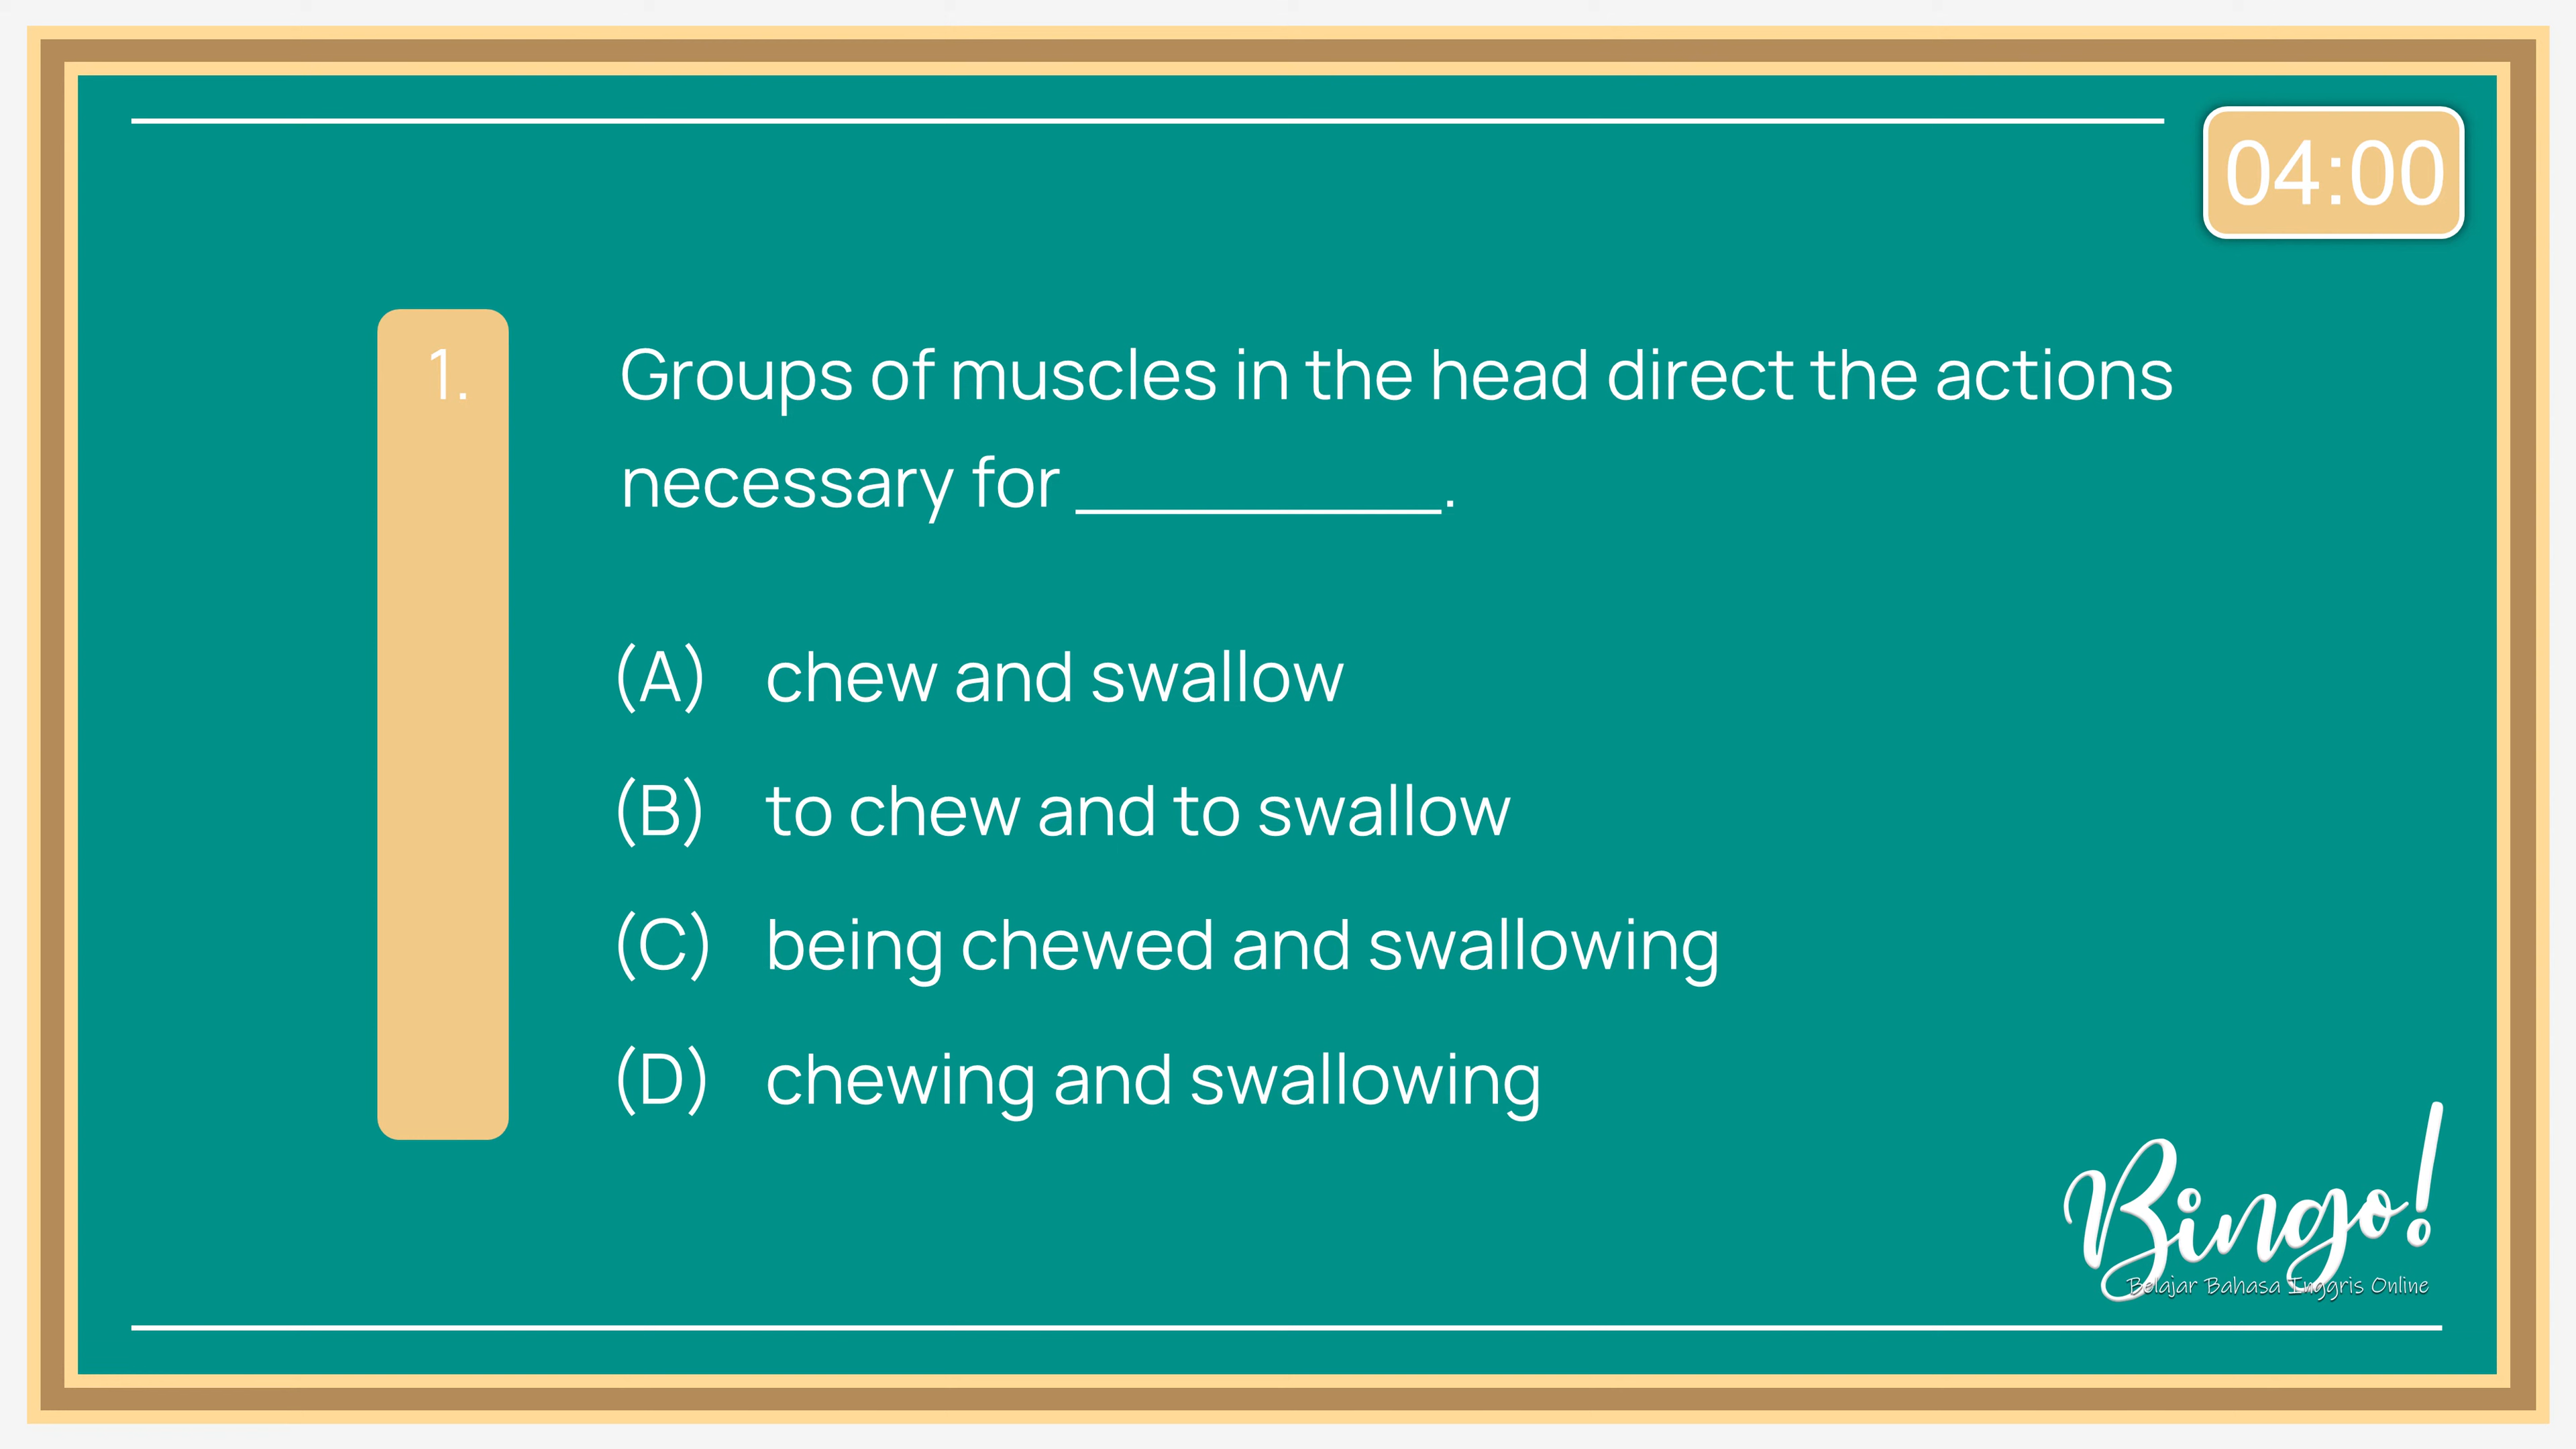 04:00
1.
Groups of muscles in the head direct the actions
necessary for __________.
(A) chew and swallow
(B) to chew and to swallow
(C) being chewed and swallowing
(D) chewing and swallowing
Bingo!
Belajar Bahasa Inggris Online